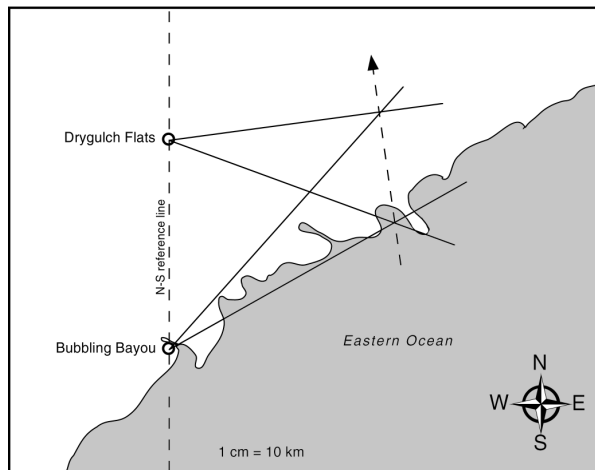 Drygulch Flats
N-S reference line
Bubbling Bayou
Eastern Ocean
N
W
E
S
1 cm = 10 km